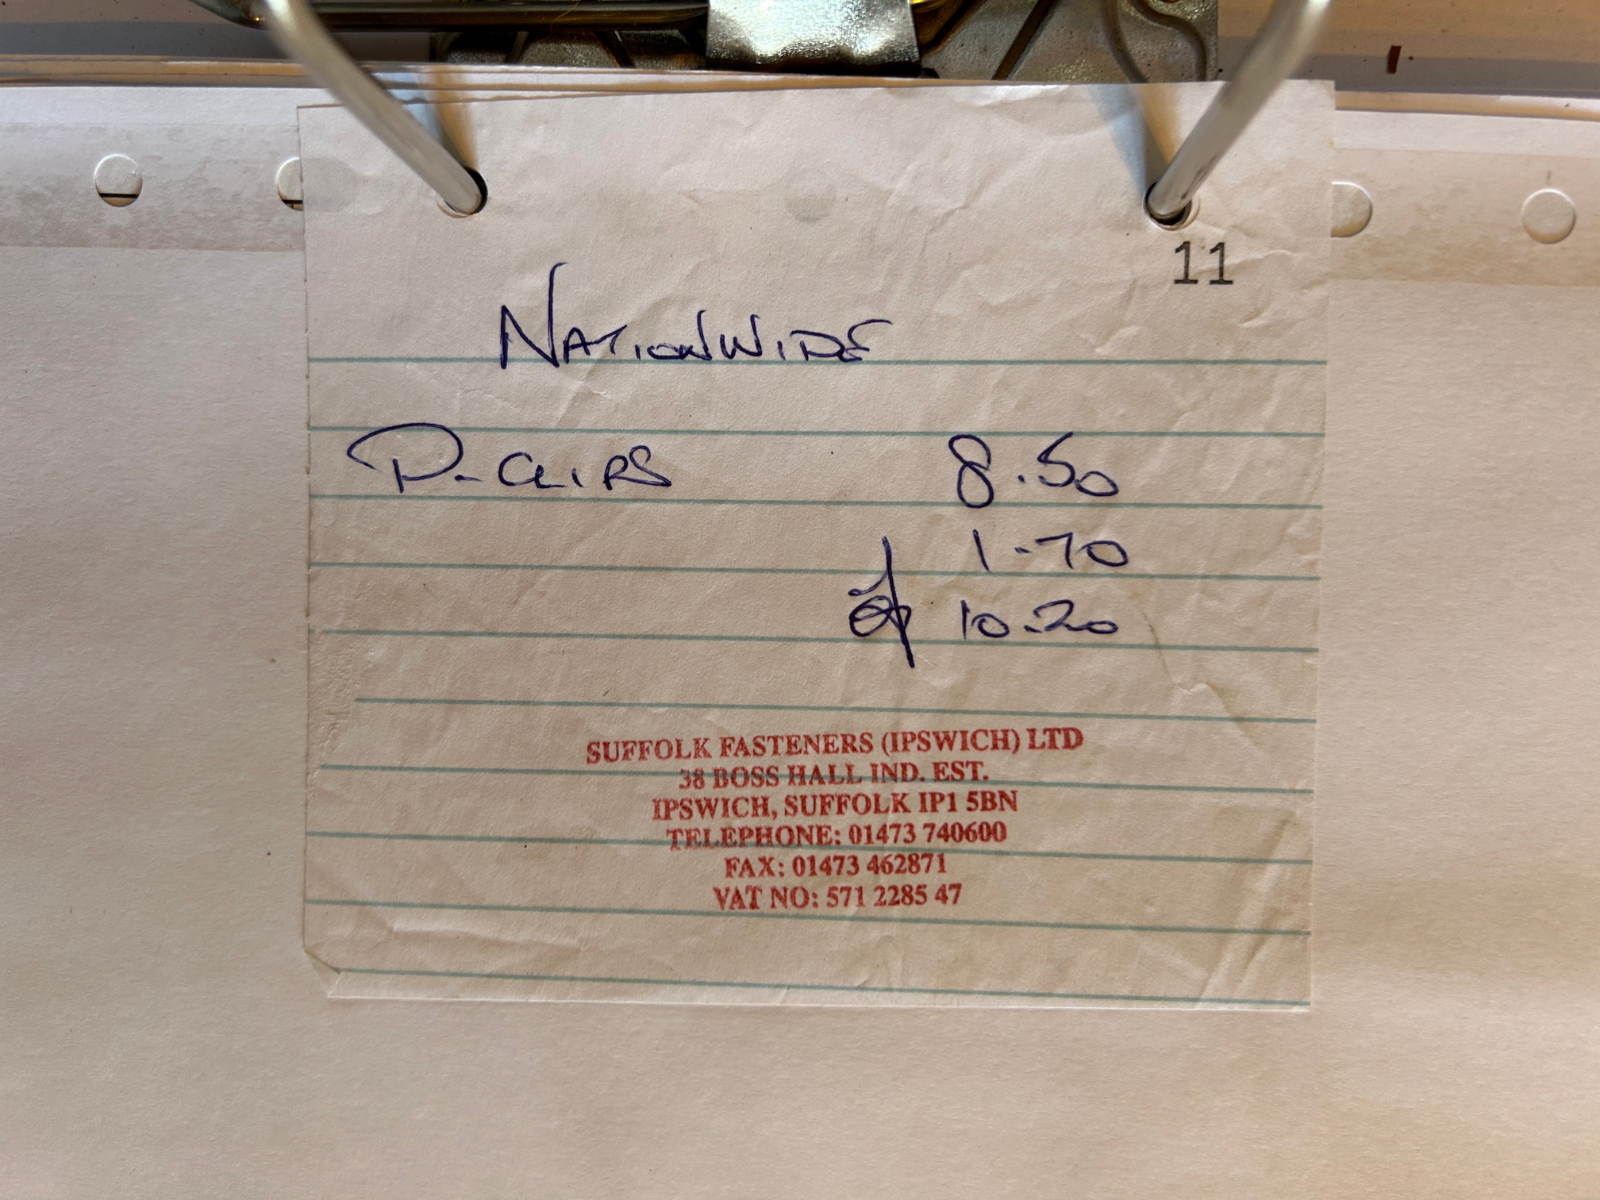 11
NATIONWIDE
P-CLIPS 8.50
1.70
10.20
SUFFOLK FASTENERS (IPSWICH) LTD
38 BOSS HALL IND. EST.
IPSWICH, SUFFOLK IP1 5BN
TELEPHONE: 01473 740600
FAX: 01473 462871
VAT NO: 571 2285 47